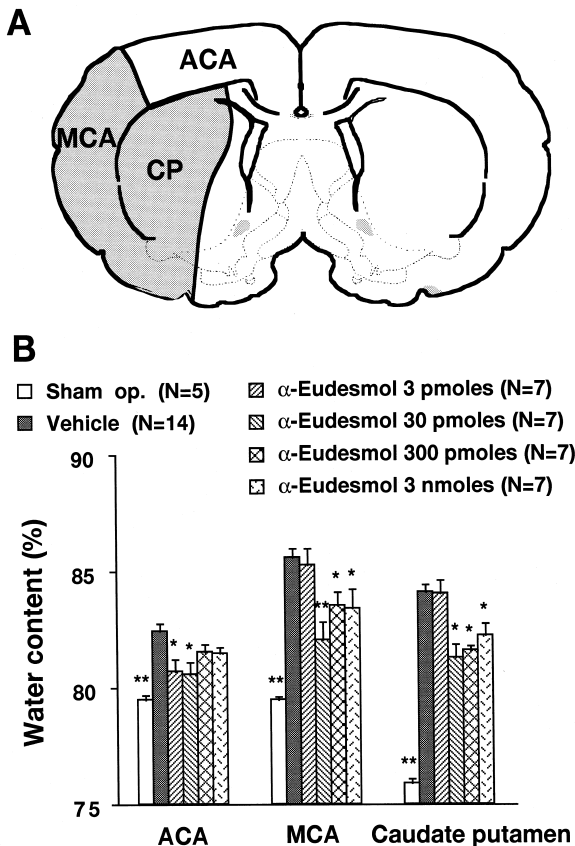 A
ACA
MCA
CP
B
Sham op. (N=5)
Vehicle (N=14)
α-Eudesmol 3 pmoles (N=7)
α-Eudesmol 30 pmoles (N=7)
α-Eudesmol 300 pmoles (N=7)
α-Eudesmol 3 nmoles (N=7)
Water content (%)
90
85
80
75
**
*
*
**
**
*
*
**
*
*
*
ACA
MCA
Caudate putamen